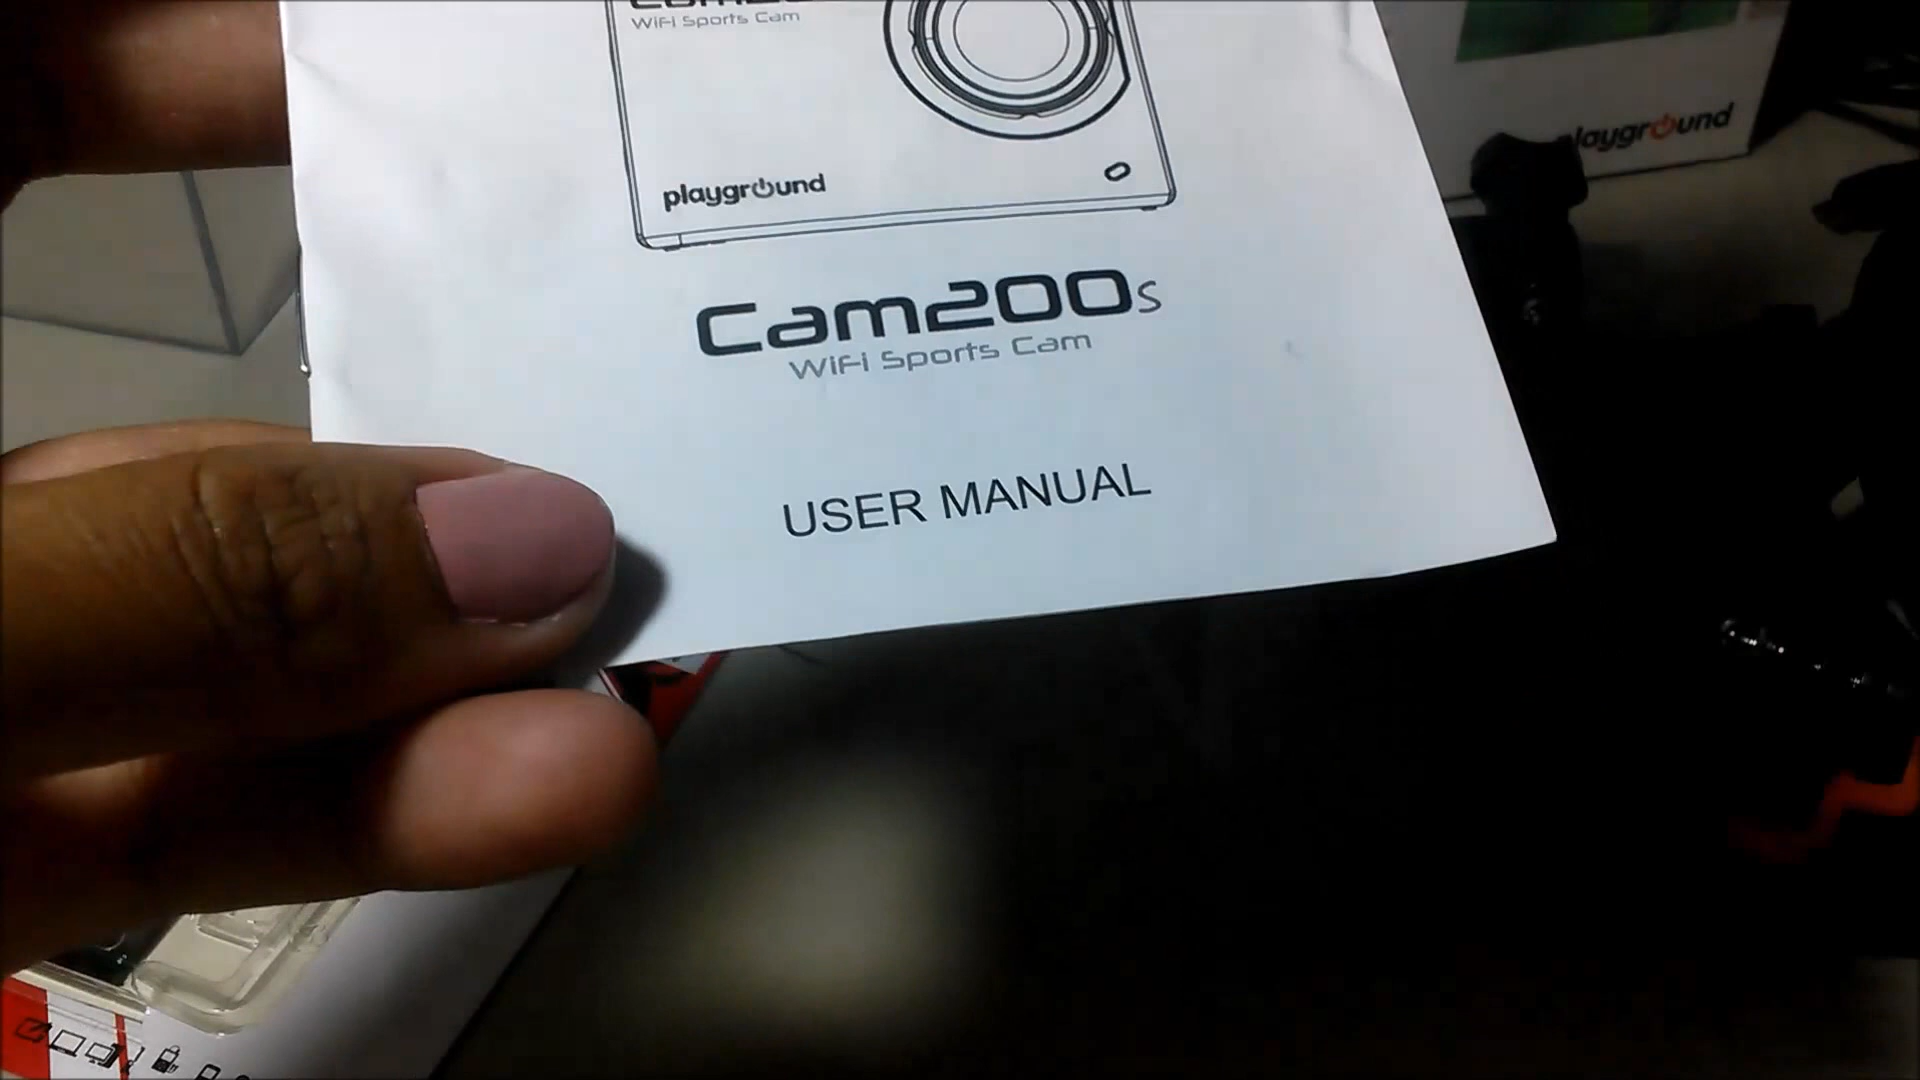 WiFi Sports Cam
playground
playground
Cam200s
WiFi Sports Cam
USER MANUAL